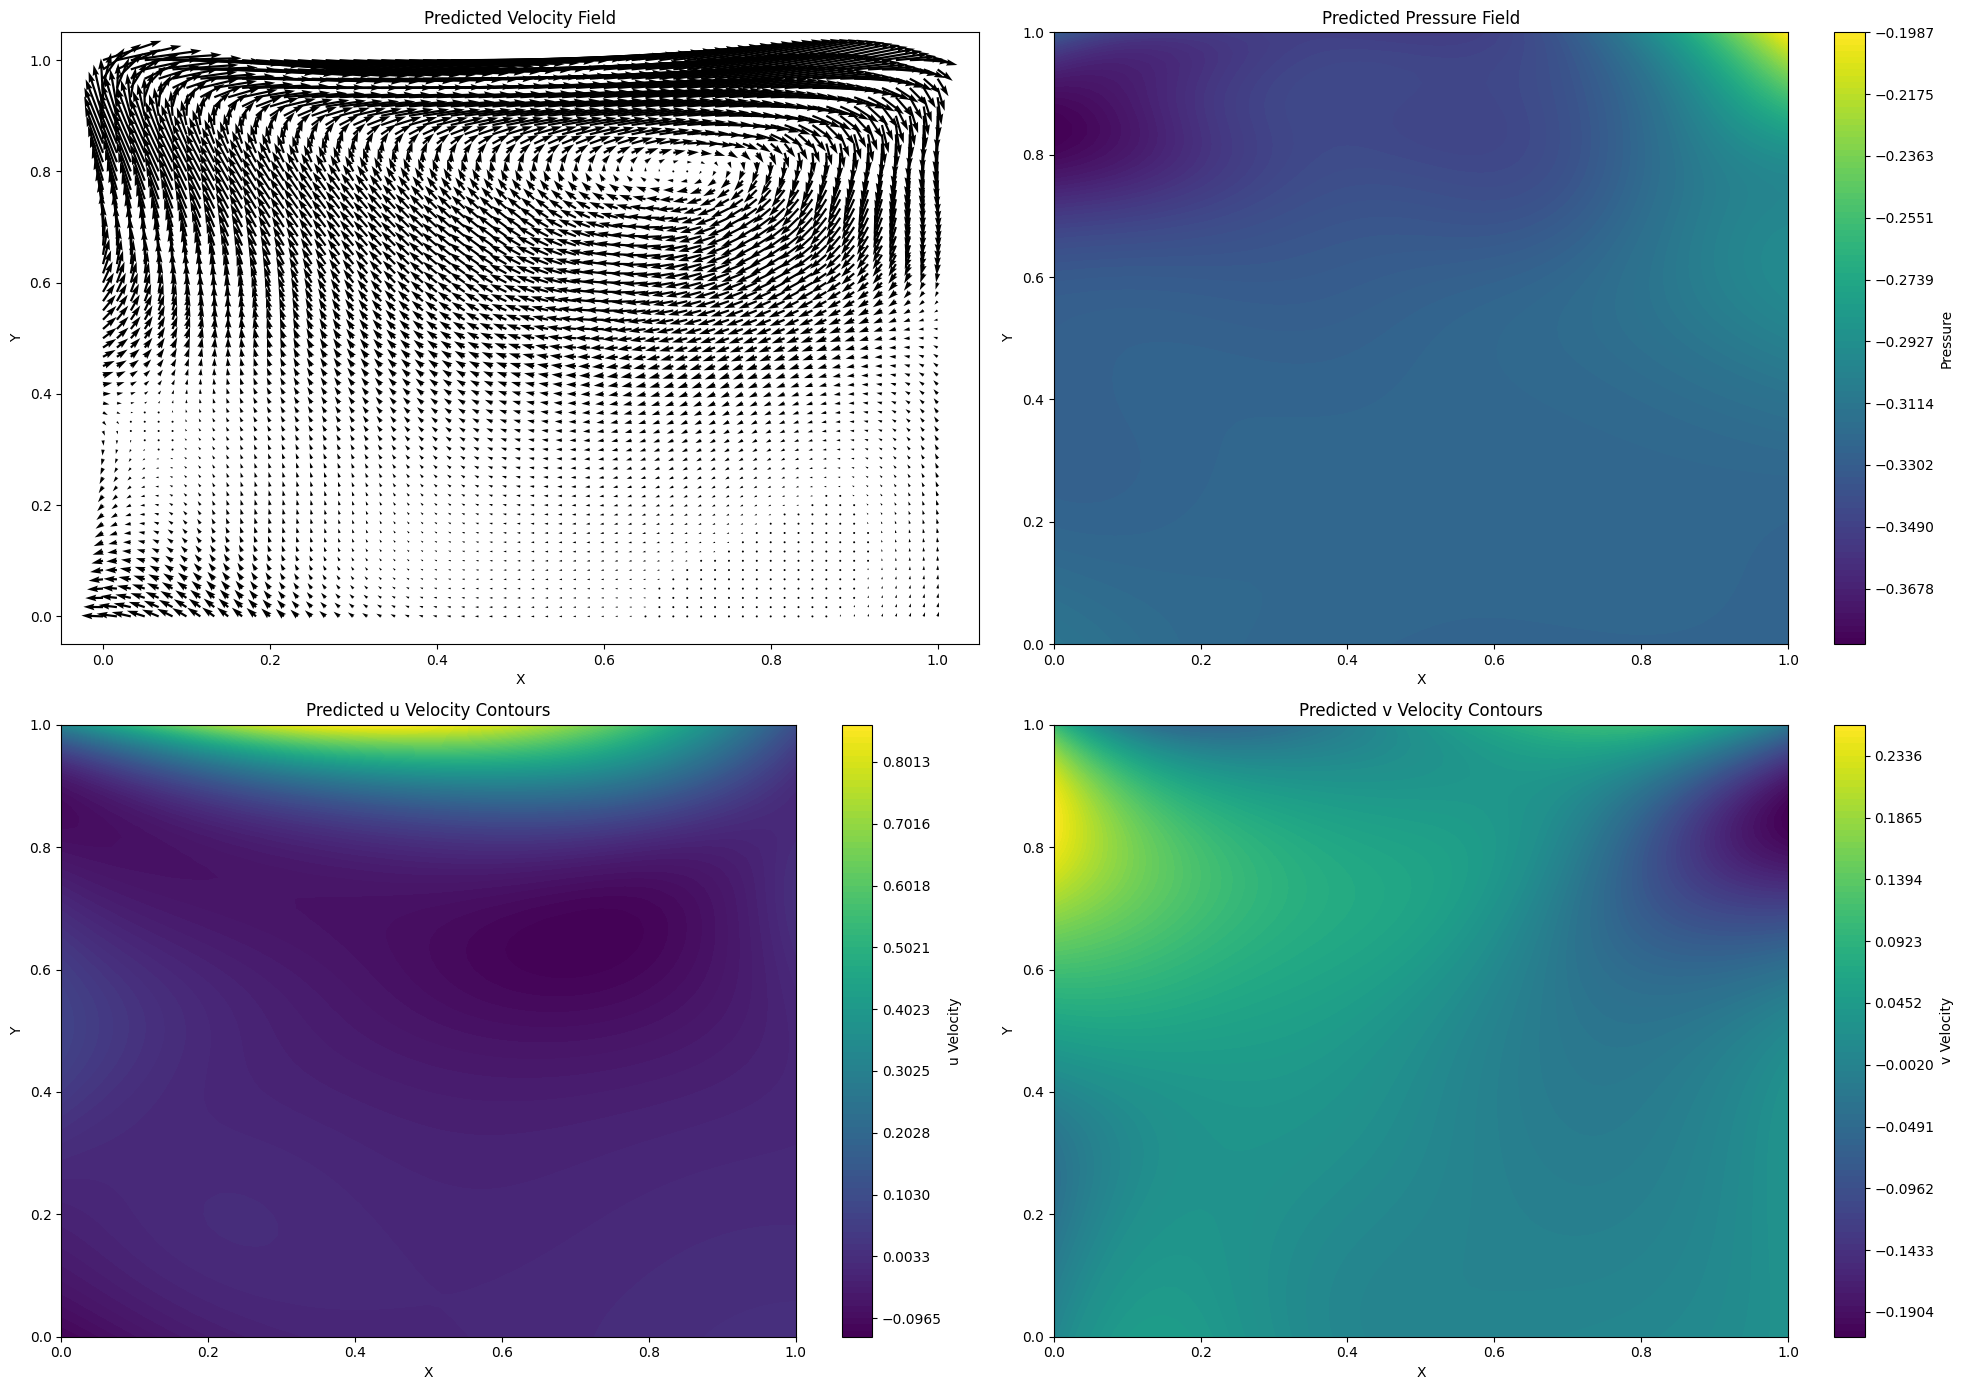 Predicted Velocity Field
Y
1.0
0.8
0.6
0.4
0.2
0.0
0.0 0.2 0.4 0.6 0.8 1.0
X
Predicted Pressure Field
Y
1.0
0.8
0.6
0.4
0.2
0.0
0.0 0.2 0.4 0.6 0.8 1.0
X
−0.1987
−0.2175
−0.2363
−0.2551
−0.2739
−0.2927
−0.3114
−0.3302
−0.3490
−0.3678
Pressure
Predicted u Velocity Contours
Y
1.0
0.8
0.6
0.4
0.2
0.0
0.0 0.2 0.4 0.6 0.8 1.0
X
0.8013
0.7016
0.6018
0.5021
0.4023
0.3025
0.2028
0.1030
0.0033
−0.0965
u Velocity
Predicted v Velocity Contours
Y
1.0
0.8
0.6
0.4
0.2
0.0
0.0 0.2 0.4 0.6 0.8 1.0
X
0.2336
0.1865
0.1394
0.0923
0.0452
−0.0020
−0.0491
−0.0962
−0.1433
−0.1904
v Velocity